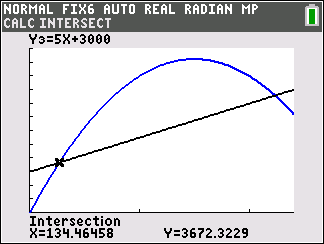 NORMAL FIX6 AUTO REAL RADIAN MP
CALC INTERSECT
Y3=5X+3000
Intersection
X=134.46458 Y=3672.3229